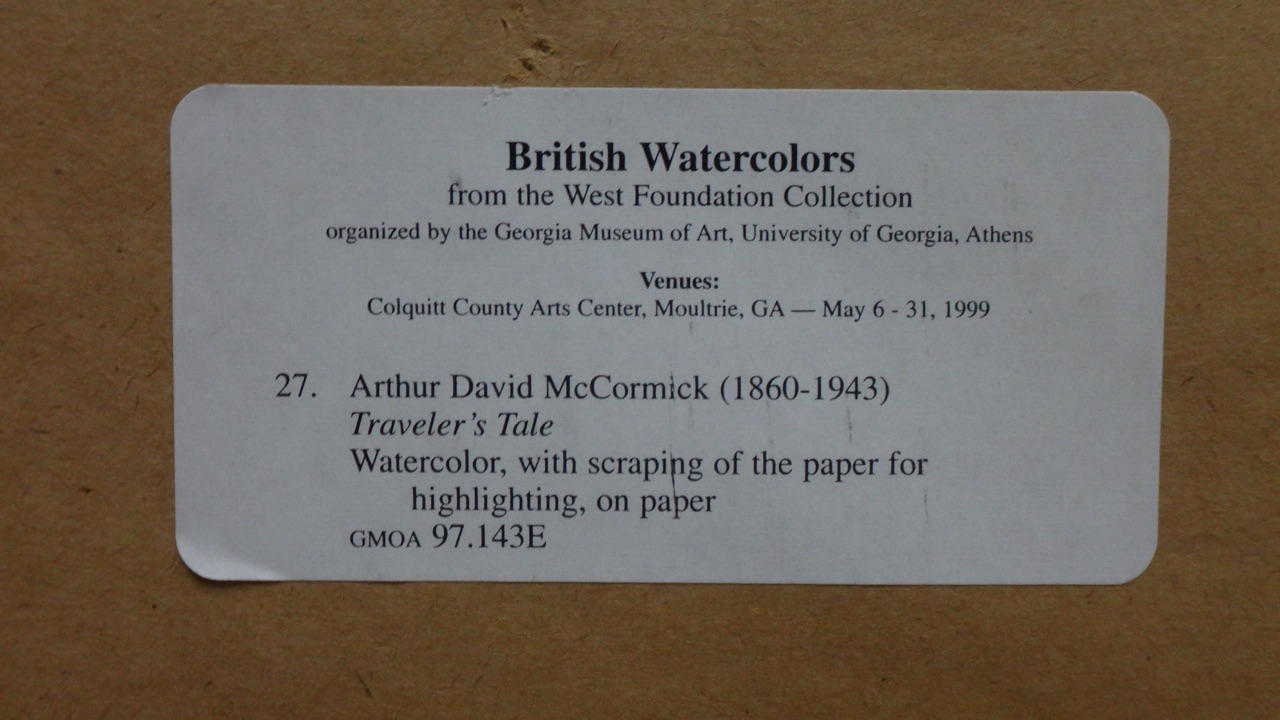 British Watercolors
from the West Foundation Collection
organized by the Georgia Museum of Art, University of Georgia, Athens
Venues:
Colquitt County Arts Center, Moultrie, GA — May 6 - 31, 1999
27. Arthur David McCormick (1860-1943)
Traveler's Tale
Watercolor, with scraping of the paper for
highlighting, on paper
GMOA 97.143E